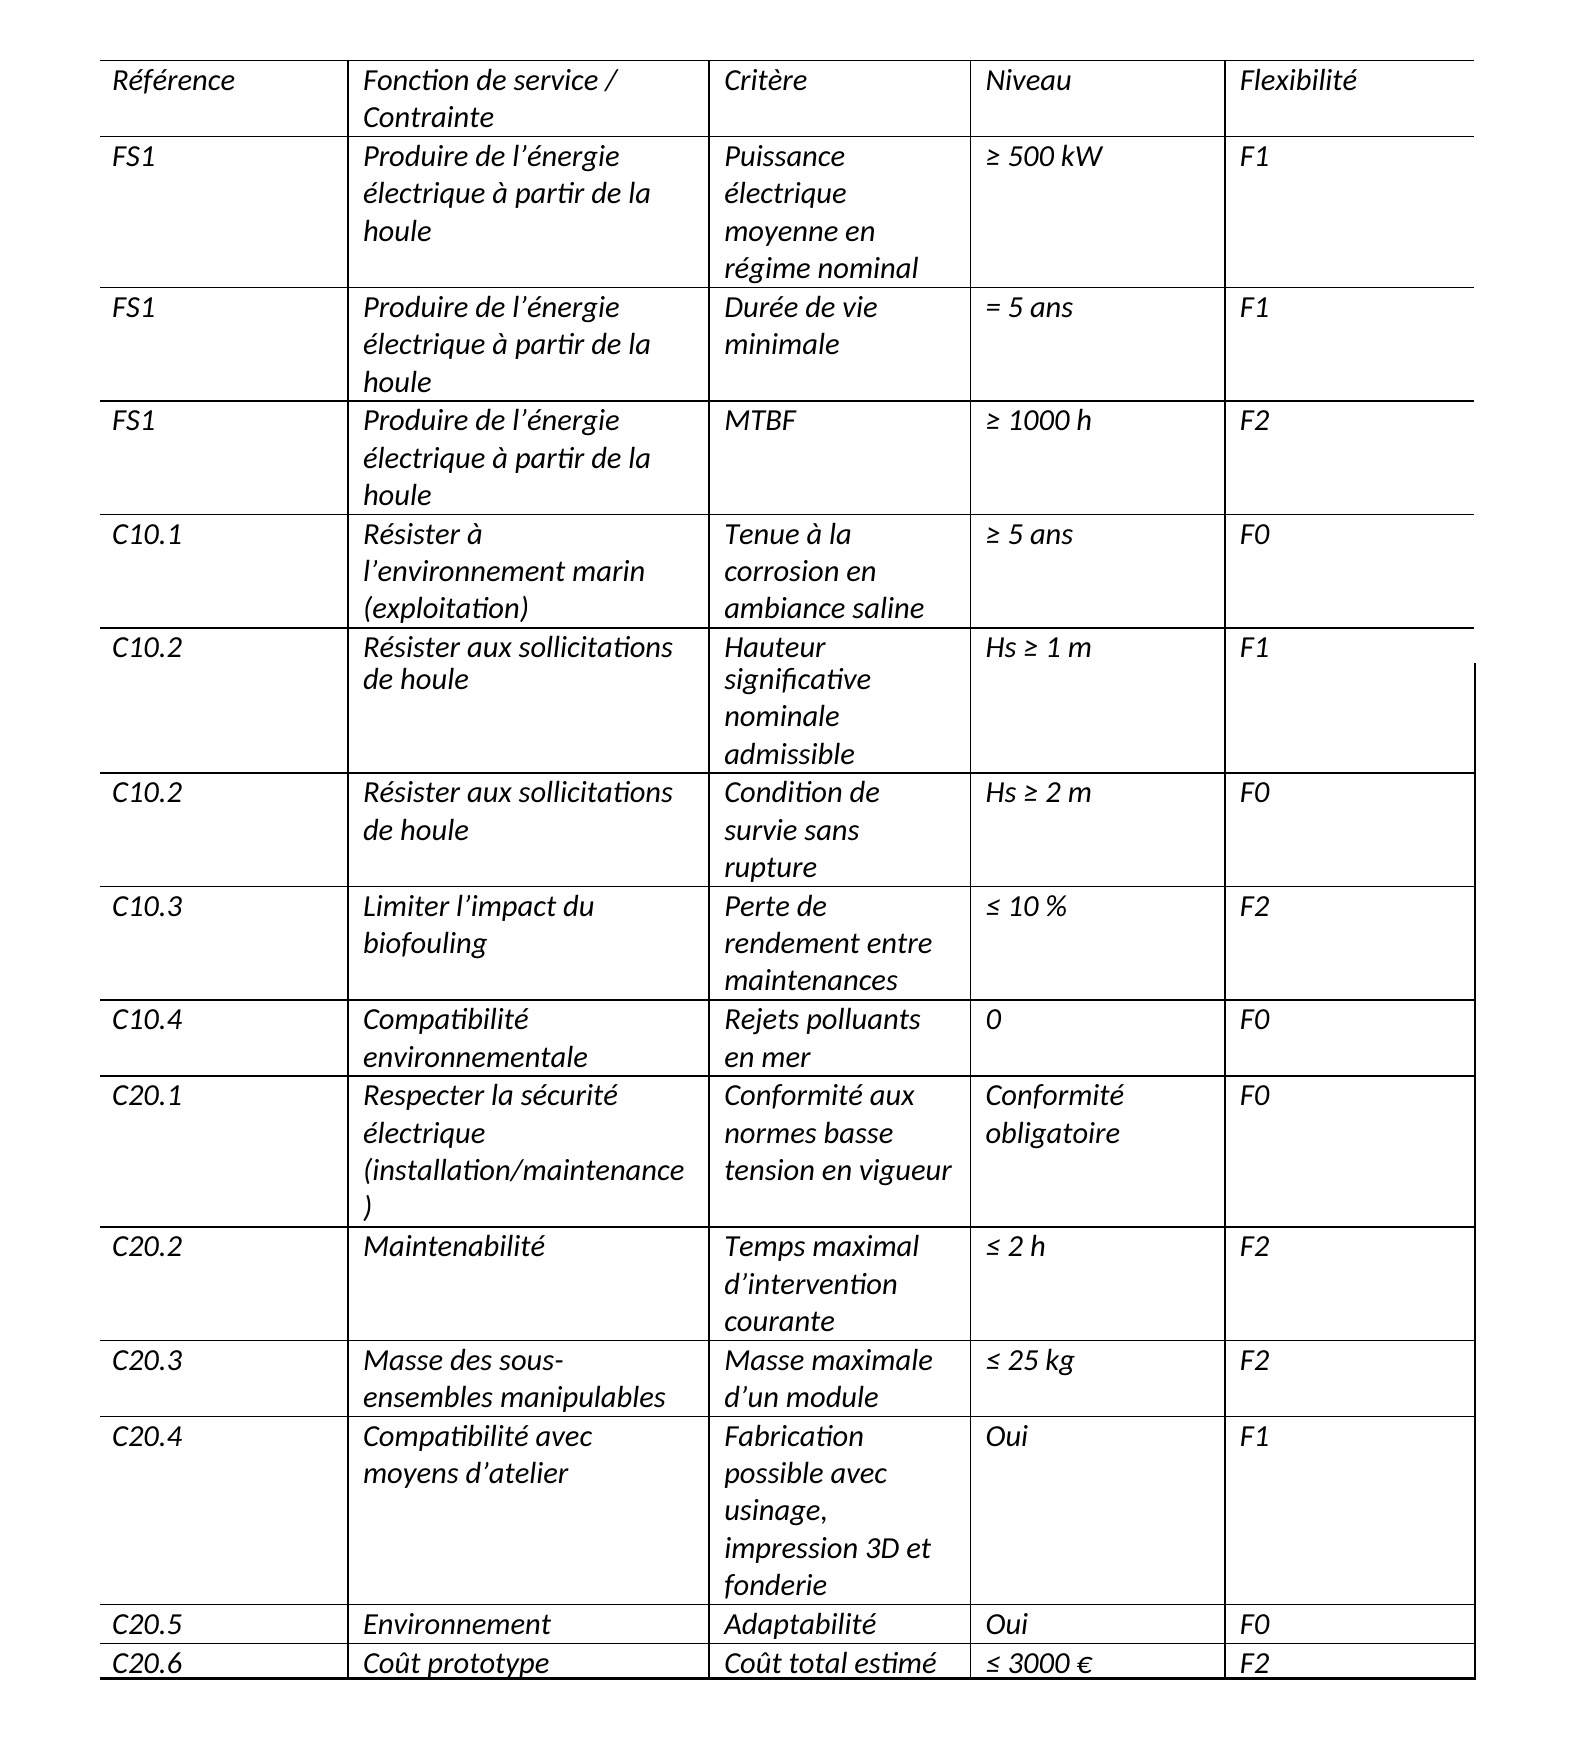 Référence
Fonction de service /
Contrainte
Critère
Niveau
Flexibilité
FS1
Produire de l’énergie
électrique à partir de la
houle
Puissance
électrique
moyenne en
régime nominal
≥ 500 kW
F1
FS1
Produire de l’énergie
électrique à partir de la
houle
Durée de vie
minimale
= 5 ans
F1
FS1
Produire de l’énergie
électrique à partir de la
houle
MTBF
≥ 1000 h
F2
C10.1
Résister à
l’environnement marin
(exploitation)
Tenue à la
corrosion en
ambiance saline
≥ 5 ans
F0
C10.2
Résister aux sollicitations
de houle
Hauteur
significative
nominale
admissible
Hs ≥ 1 m
F1
C10.2
Résister aux sollicitations
de houle
Condition de
survie sans
rupture
Hs ≥ 2 m
F0
C10.3
Limiter l’impact du
biofouling
Perte de
rendement entre
maintenances
≤ 10 %
F2
C10.4
Compatibilité
environnementale
Rejets polluants
en mer
0
F0
C20.1
Respecter la sécurité
électrique
(installation/maintenance
)
Conformité aux
normes basse
tension en vigueur
Conformité
obligatoire
F0
C20.2
Maintenabilité
Temps maximal
d’intervention
courante
≤ 2 h
F2
C20.3
Masse des sous-
ensembles manipulables
Masse maximale
d’un module
≤ 25 kg
F2
C20.4
Compatibilité avec
moyens d’atelier
Fabrication
possible avec
usinage,
impression 3D et
fonderie
Oui
F1
C20.5
Environnement
Adaptabilité
Oui
F0
C20.6
Coût prototype
Coût total estimé
≤ 3000 €
F2